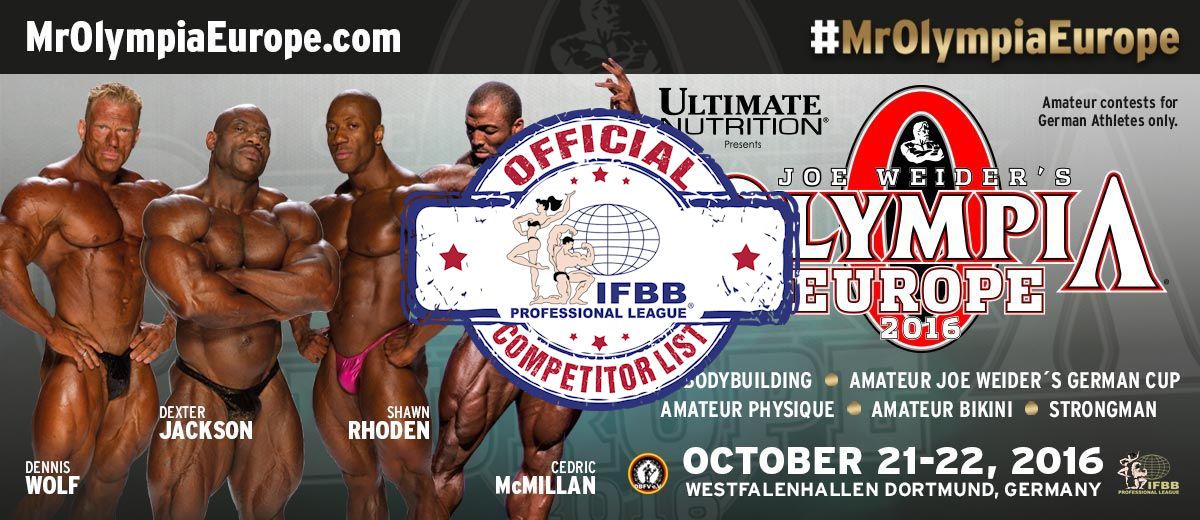 MrOlympiaEurope.com
#MrOlympiaEurope
ULTIMATE
NUTRITION®
Presents
Amateur contests for
German Athletes only.
JOE WEIDER'S
OLYMPIA®
EUROPE
2016
OFFICIAL
IFBB
PROFESSIONAL LEAGUE®
COMPETITOR LIST
BODYBUILDING • AMATEUR JOE WEIDER´S GERMAN CUP
AMATEUR PHYSIQUE • AMATEUR BIKINI • STRONGMAN
DENNIS
WOLF
DEXTER
JACKSON
SHAWN
RHODEN
CEDRIC
McMILLAN
DBFV e.V.
OCTOBER 21-22, 2016
WESTFALENHALLEN DORTMUND, GERMANY
IFBB
PROFESSIONAL LEAGUE